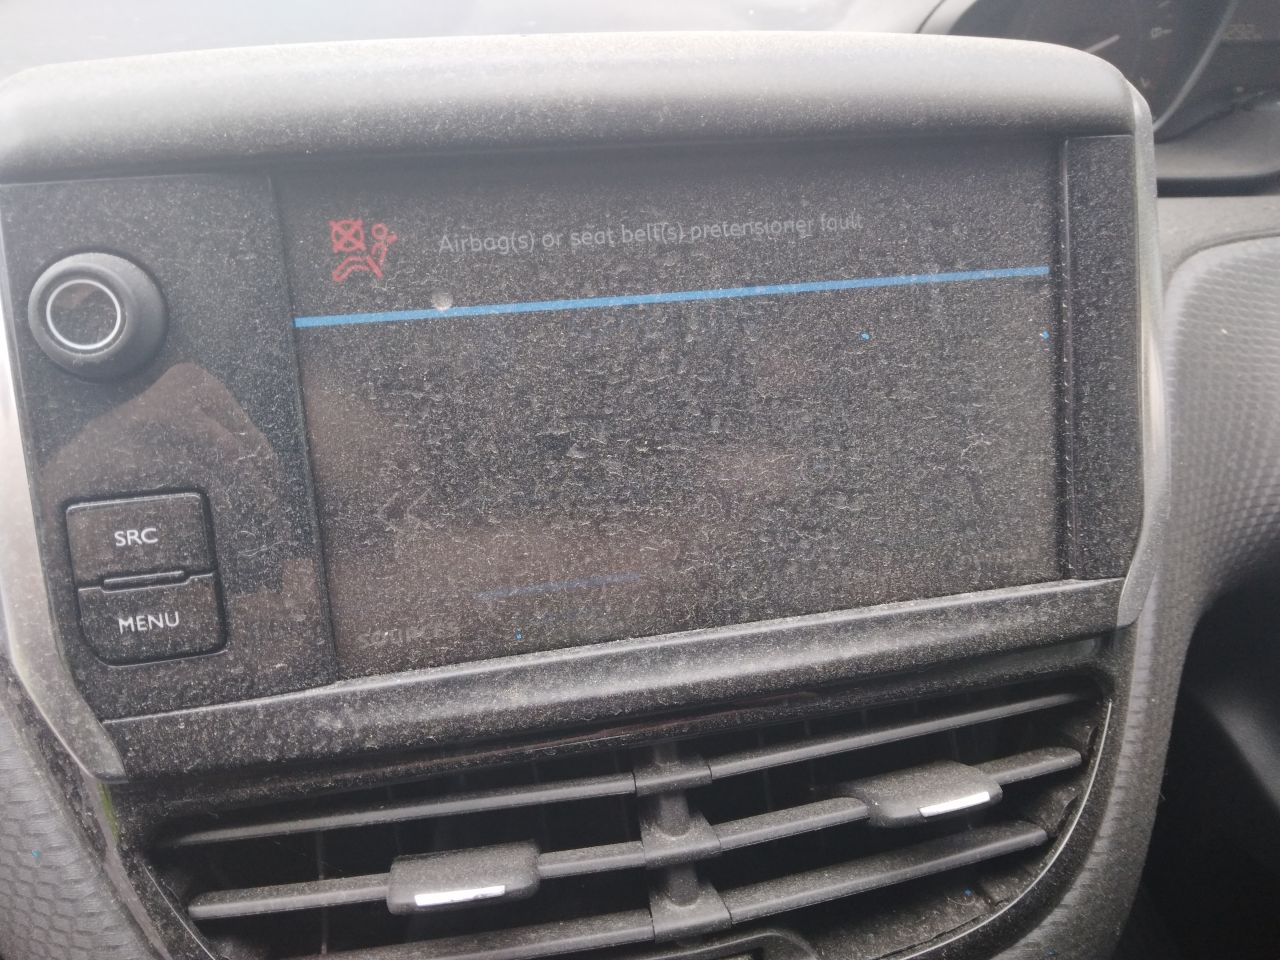 Airbag(s) or seat belt(s) pretensioner fault
SRC
MENU